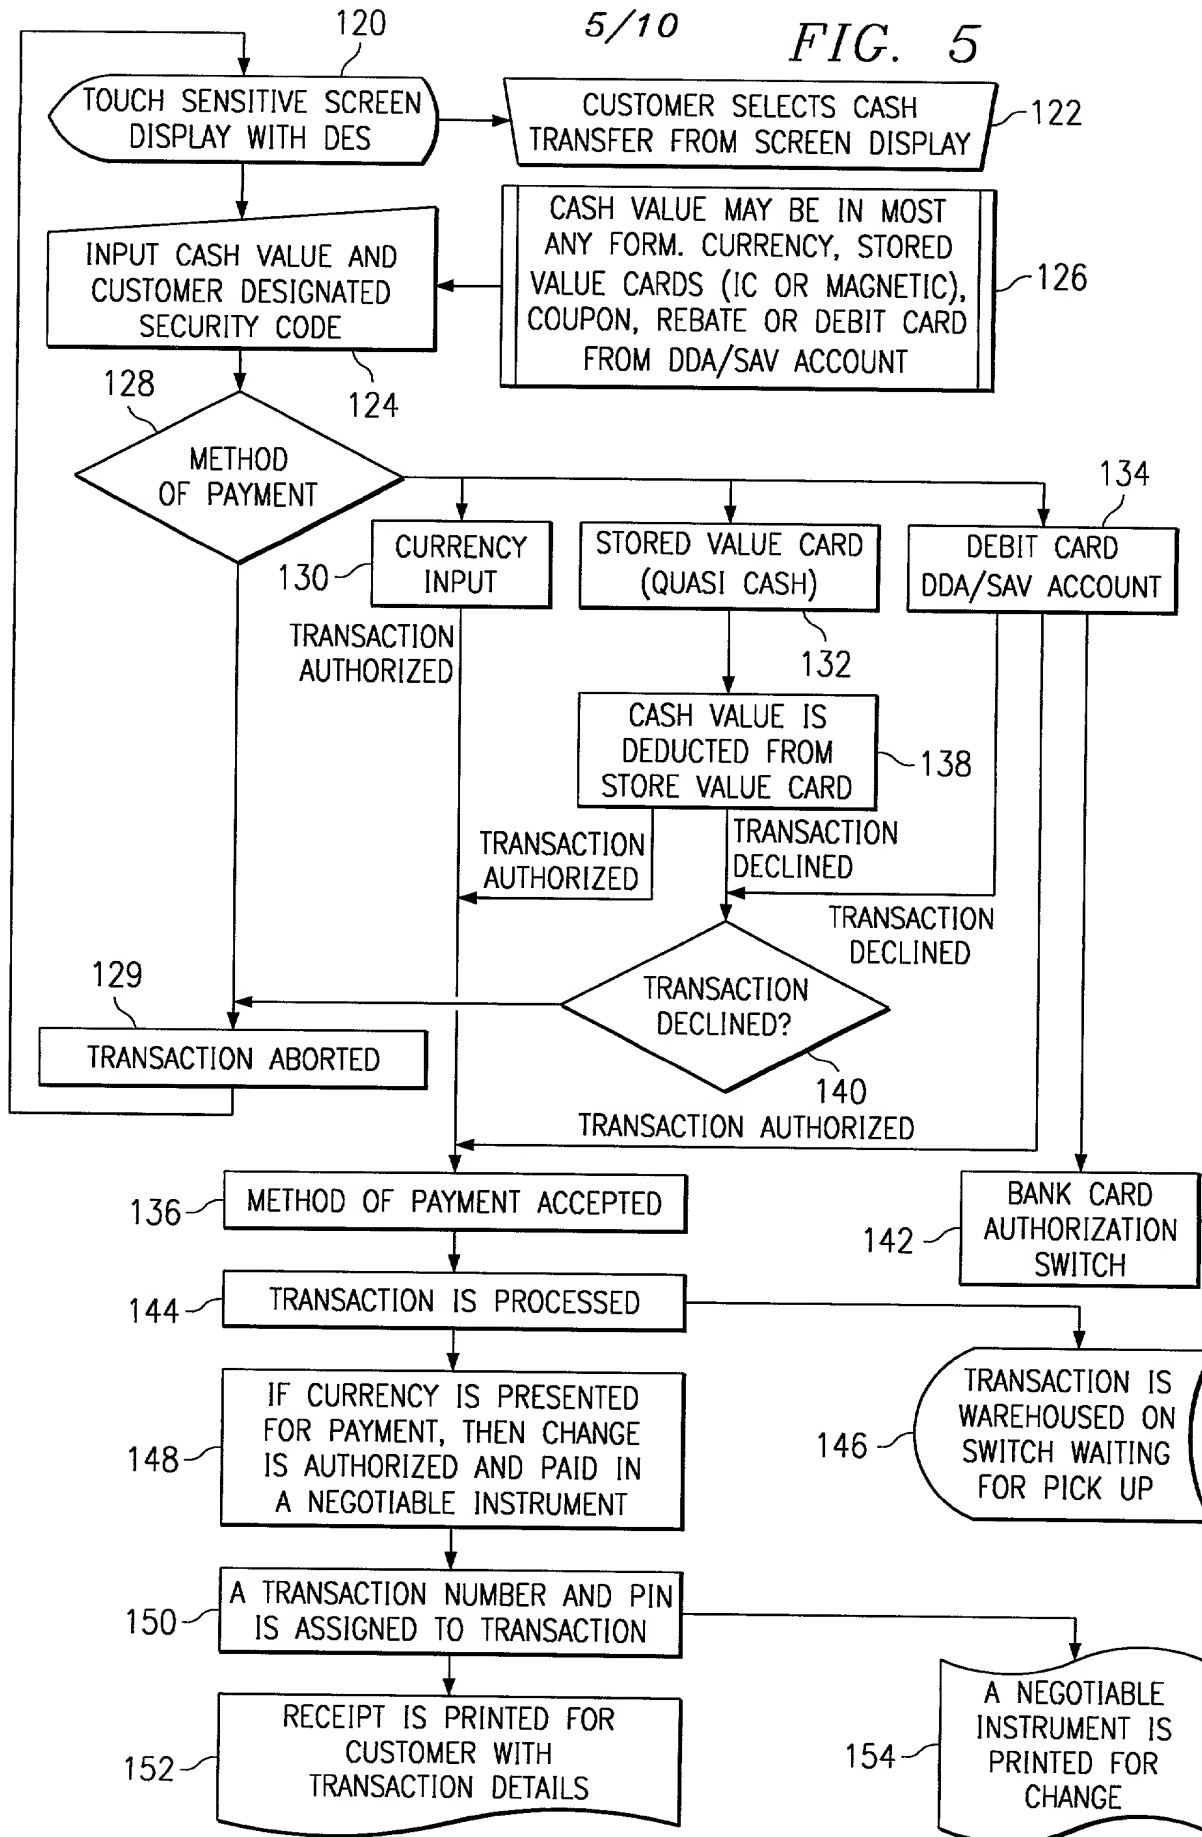 5/10
FIG. 5
120
TOUCH SENSITIVE SCREEN
DISPLAY WITH DES
CUSTOMER SELECTS CASH
TRANSFER FROM SCREEN DISPLAY
122
INPUT CASH VALUE AND
CUSTOMER DESIGNATED
SECURITY CODE
124
CASH VALUE MAY BE IN MOST
ANY FORM. CURRENCY, STORED
VALUE CARDS (IC OR MAGNETIC),
COUPON, REBATE OR DEBIT CARD
FROM DDA/SAV ACCOUNT
126
128
METHOD
OF PAYMENT
130
CURRENCY
INPUT
STORED VALUE CARD
(QUASI CASH)
132
134
DEBIT CARD
DDA/SAV ACCOUNT
TRANSACTION
AUTHORIZED
CASH VALUE IS
DEDUCTED FROM
STORE VALUE CARD
138
TRANSACTION
AUTHORIZED
TRANSACTION
DECLINED
TRANSACTION
DECLINED
129
TRANSACTION ABORTED
TRANSACTION
DECLINED?
140
TRANSACTION AUTHORIZED
136
METHOD OF PAYMENT ACCEPTED
142
BANK CARD
AUTHORIZATION
SWITCH
144
TRANSACTION IS PROCESSED
146
TRANSACTION IS
WAREHOUSED ON
SWITCH WAITING
FOR PICK UP
148
IF CURRENCY IS PRESENTED
FOR PAYMENT, THEN CHANGE
IS AUTHORIZED AND PAID IN
A NEGOTIABLE INSTRUMENT
150
A TRANSACTION NUMBER AND PIN
IS ASSIGNED TO TRANSACTION
152
RECEIPT IS PRINTED FOR
CUSTOMER WITH
TRANSACTION DETAILS
154
A NEGOTIABLE
INSTRUMENT IS
PRINTED FOR
CHANGE